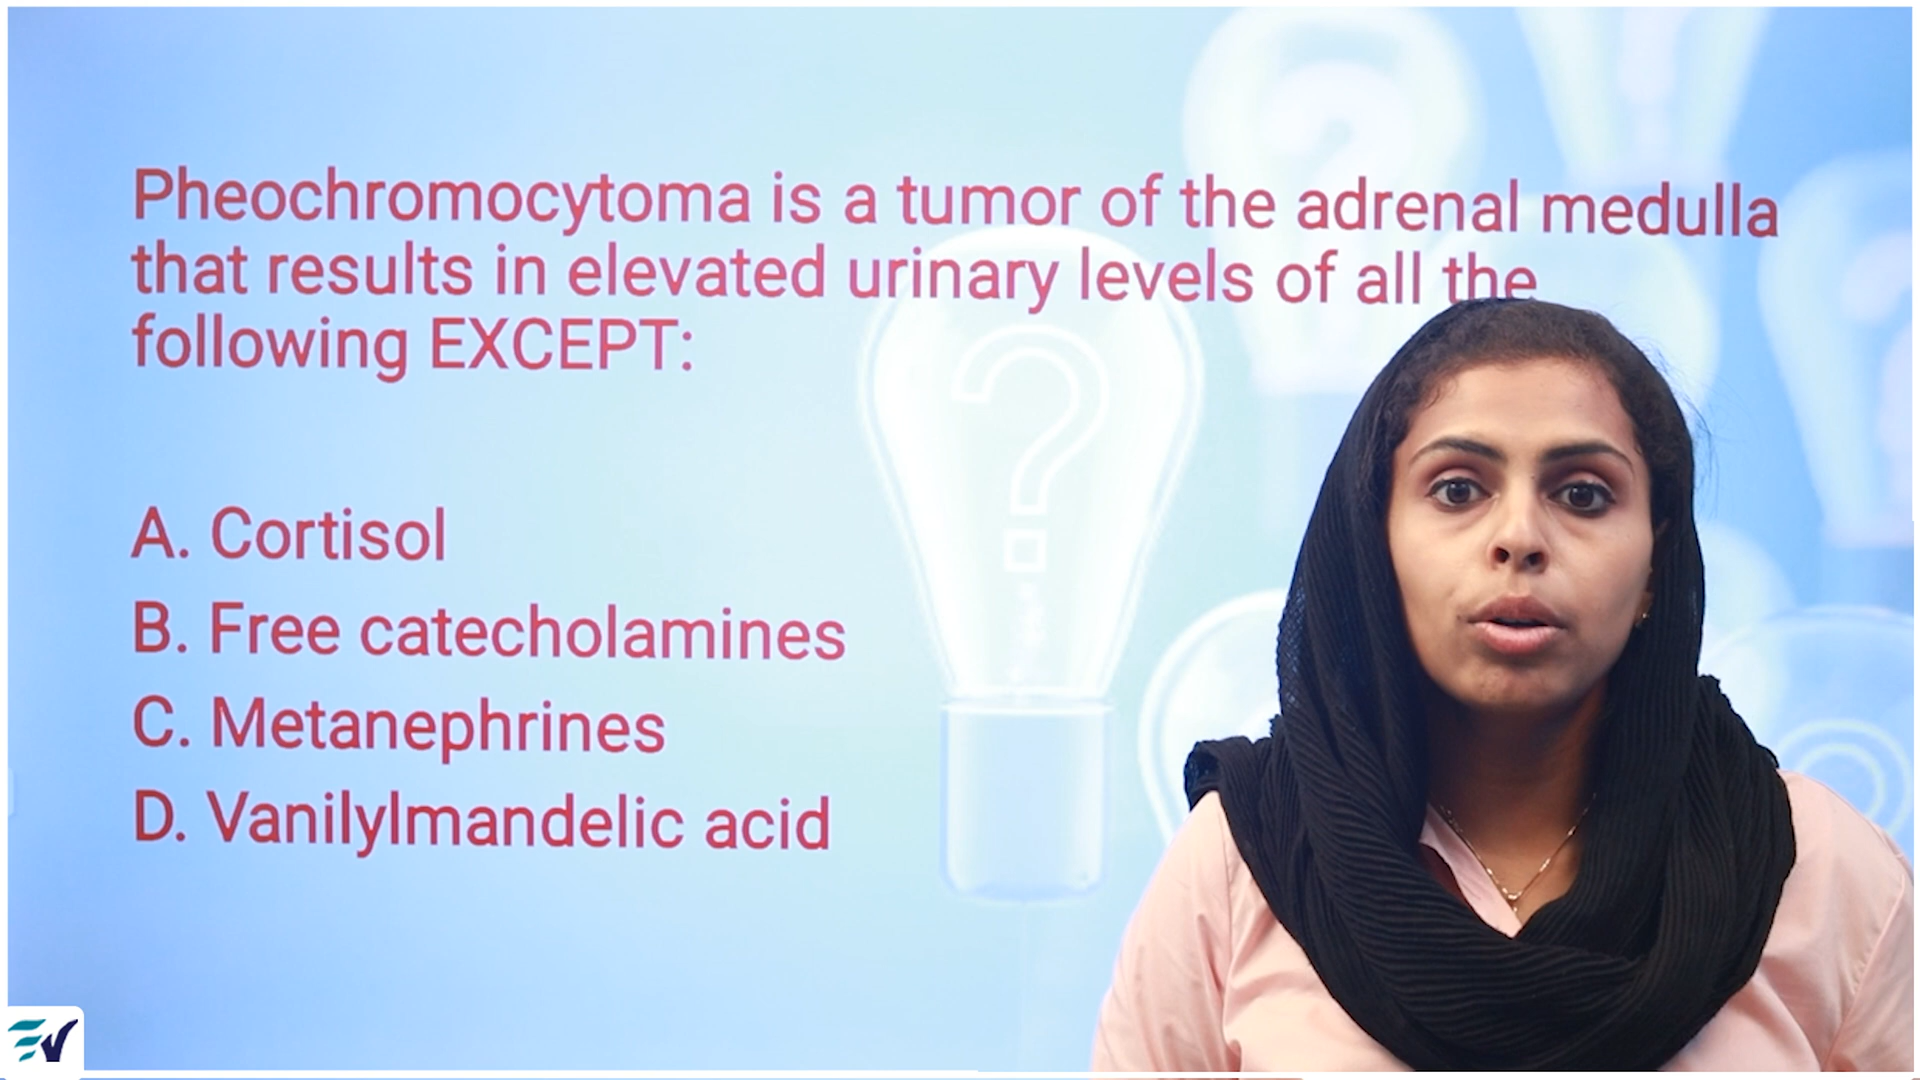 Pheochromocytoma is a tumor of the adrenal medulla
that results in elevated urinary levels of all the
following EXCEPT:
A. Cortisol
B. Free catecholamines
C. Metanephrines
D. Vanilylmandelic acid